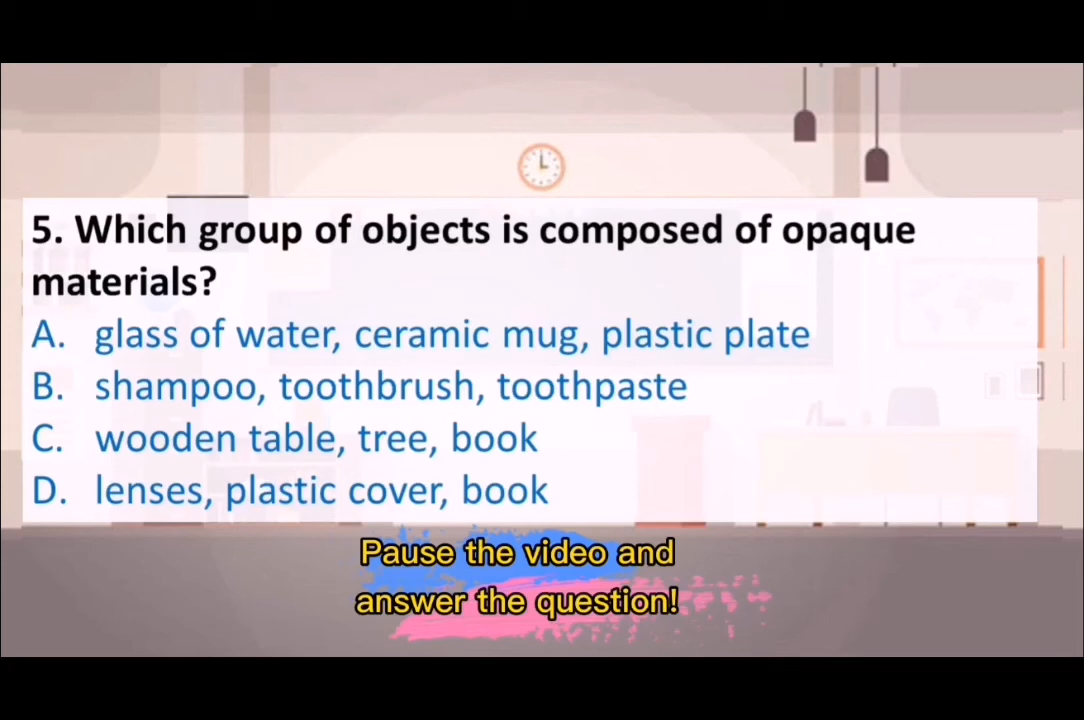 5. Which group of objects is composed of opaque
materials?
A. glass of water, ceramic mug, plastic plate
B. shampoo, toothbrush, toothpaste
C. wooden table, tree, book
D. lenses, plastic cover, book
Pause the video and
answer the question!